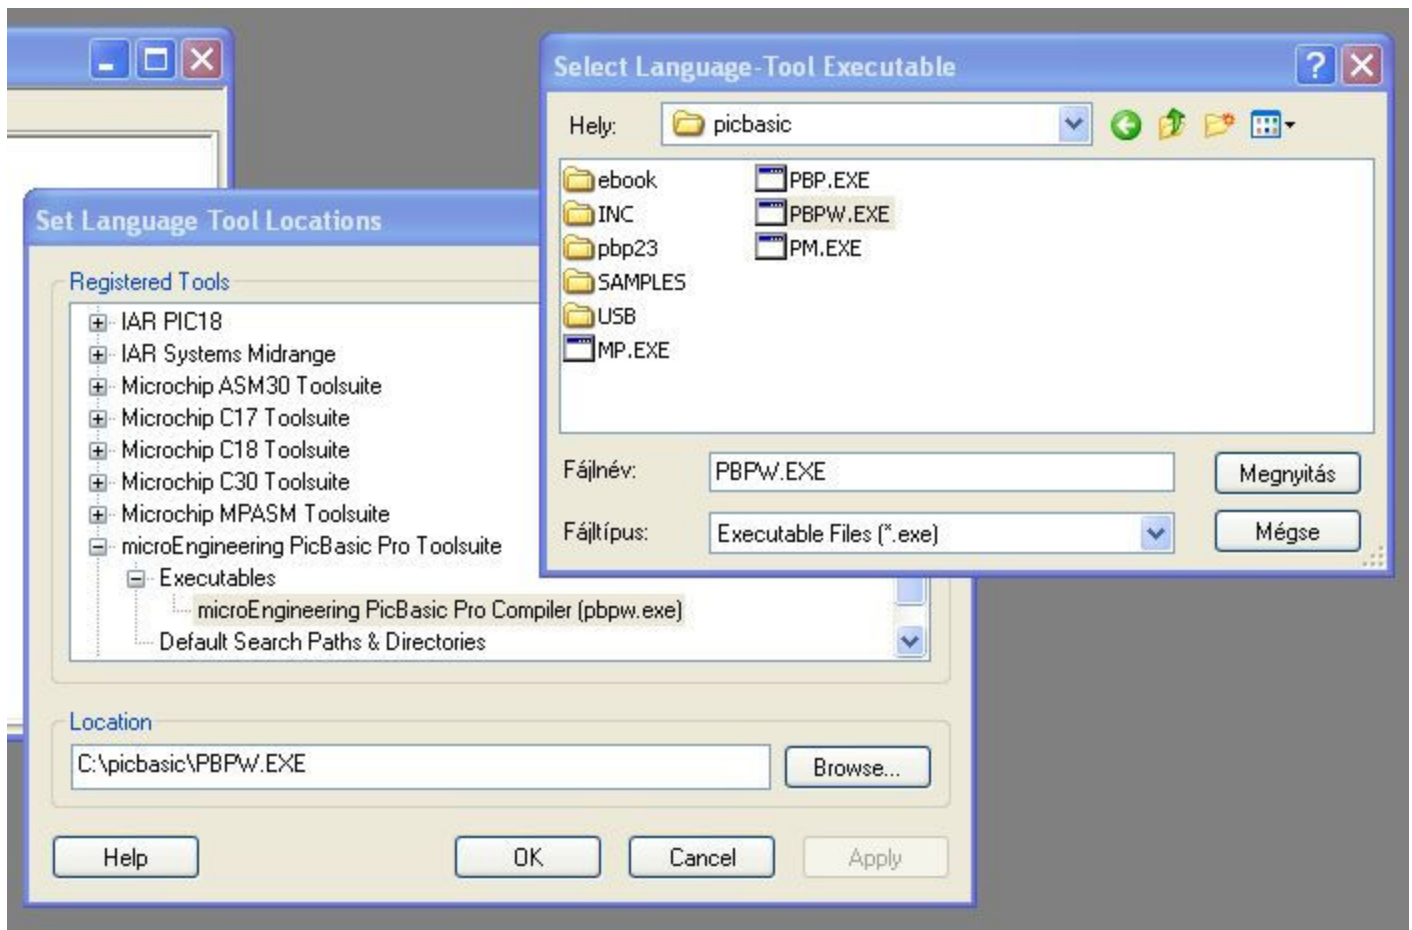 Select Language-Tool Executable
Hely:
picbasic
ebook
INC
pbp23
SAMPLES
USB
MP.EXE
PBP.EXE
PBPW.EXE
PM.EXE
Fájlnév:
PBPW.EXE
Megnyitás
Fájltípus:
Executable Files (*.exe)
Mégse
Set Language Tool Locations
Registered Tools
IAR PIC18
IAR Systems Midrange
Microchip ASM30 Toolsuite
Microchip C17 Toolsuite
Microchip C18 Toolsuite
Microchip C30 Toolsuite
Microchip MPASM Toolsuite
microEngineering PicBasic Pro Toolsuite
Executables
microEngineering PicBasic Pro Compiler (pbpw.exe)
Default Search Paths & Directories
Location
C:\picbasic\PBPW.EXE
Browse...
Help
OK
Cancel
Apply